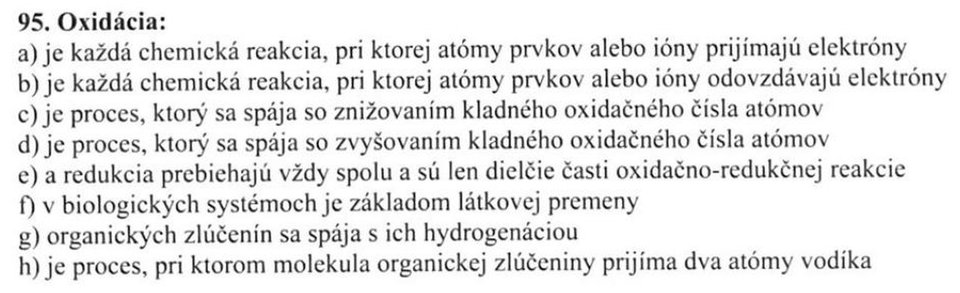 95. Oxidácia:
a) je každá chemická reakcia, pri ktorej atómy prvkov alebo ióny prijímajú elektróny
b) je každá chemická reakcia, pri ktorej atómy prvkov alebo ióny odovzdávajú elektróny
c) je proces, ktorý sa spája so znižovaním kladného oxidačného čísla atómov
d) je proces, ktorý sa spája so zvyšovaním kladného oxidačného čísla atómov
e) a redukcia prebiehajú vždy spolu a sú len dielčie časti oxidačno-redukčnej reakcie
f) v biologických systémoch je základom látkovej premeny
g) organických zlúčenín sa spája s ich hydrogenáciou
h) je proces, pri ktorom molekula organickej zlúčeniny prijíma dva atómy vodíka